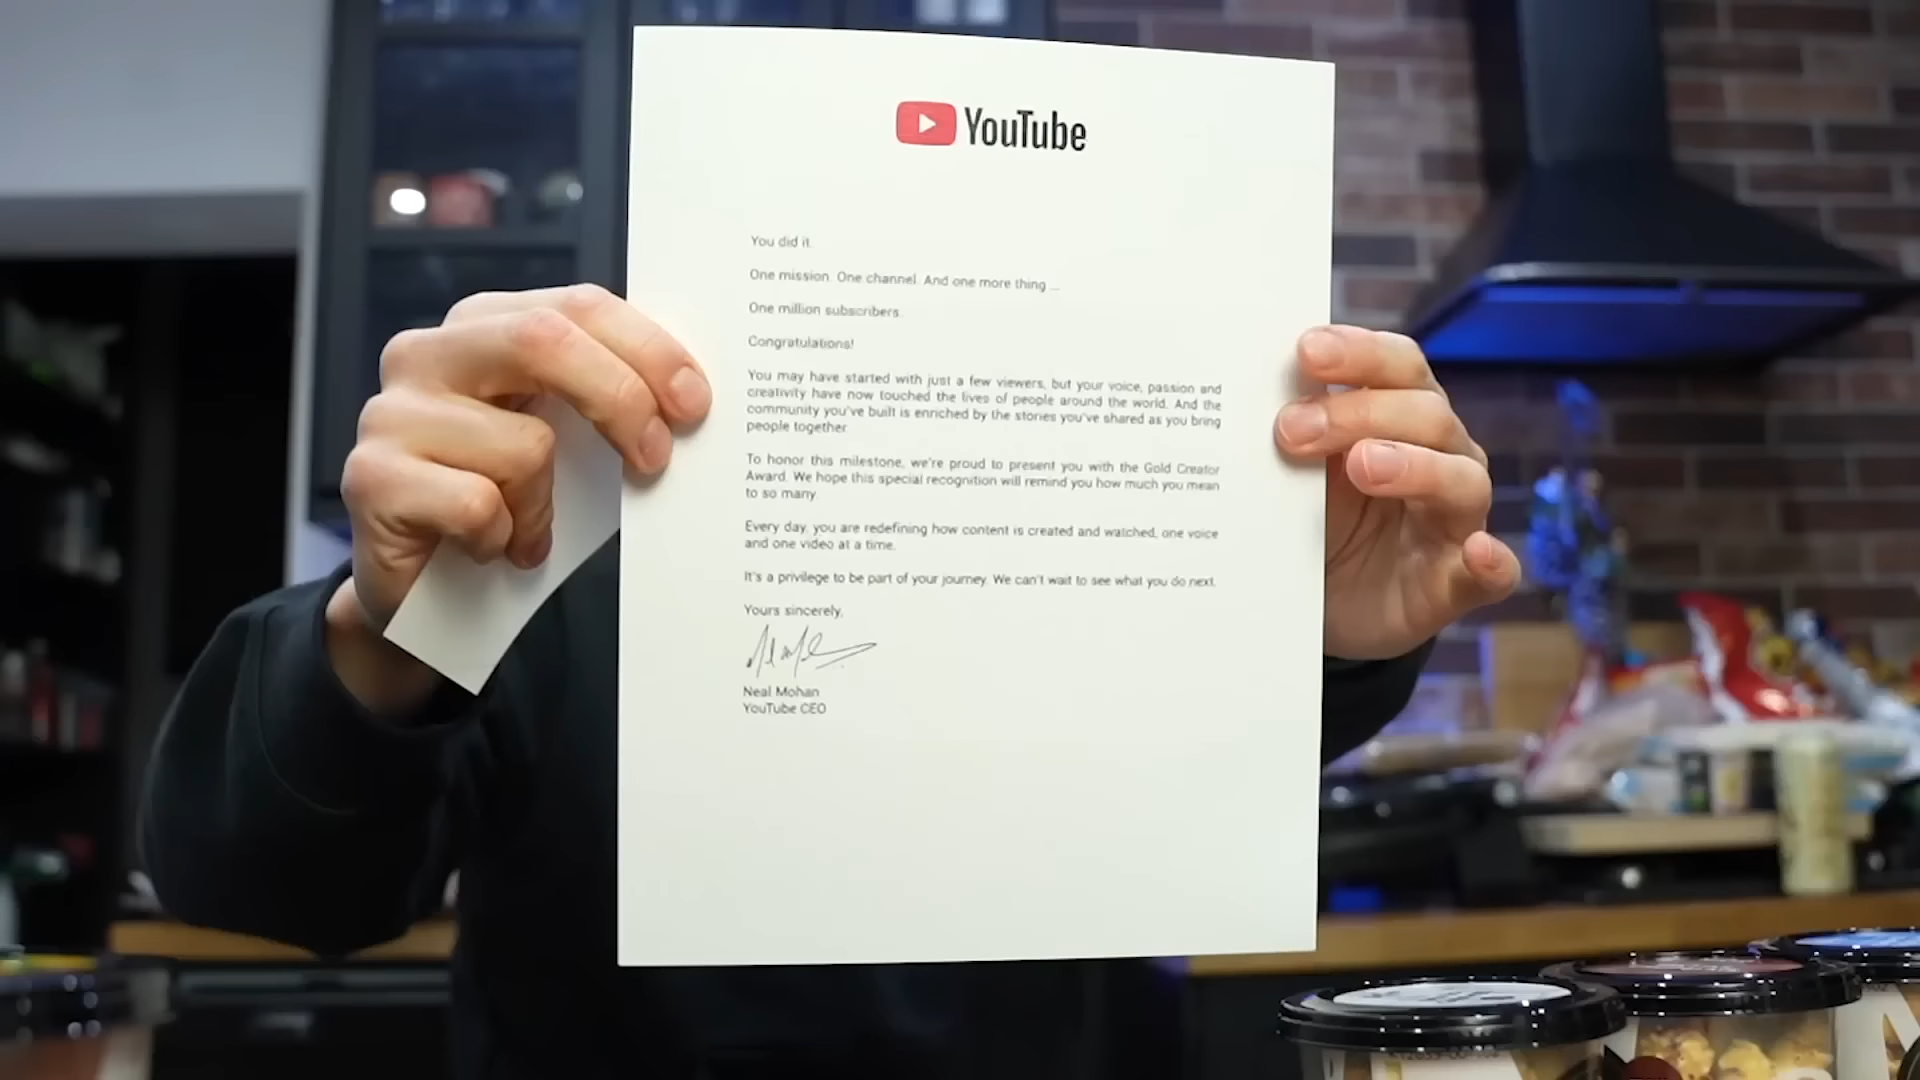 YouTube
You did it.
One mission. One channel. And one more thing ...
One million subscribers.
Congratulations!
You may have started with just a few viewers, but your voice, passion and
creativity have now touched the lives of people around the world. And the
community you've built is enriched by the stories you've shared as you bring
people together.
To honor this milestone, we're proud to present you with the Gold Creator
Award. We hope this special recognition will remind you how much you mean
to so many.
Every day, you are redefining how content is created and watched, one voice
and one video at a time.
It's a privilege to be part of your journey. We can't wait to see what you do next.
Yours sincerely,
Neal Mohan
YouTube CEO